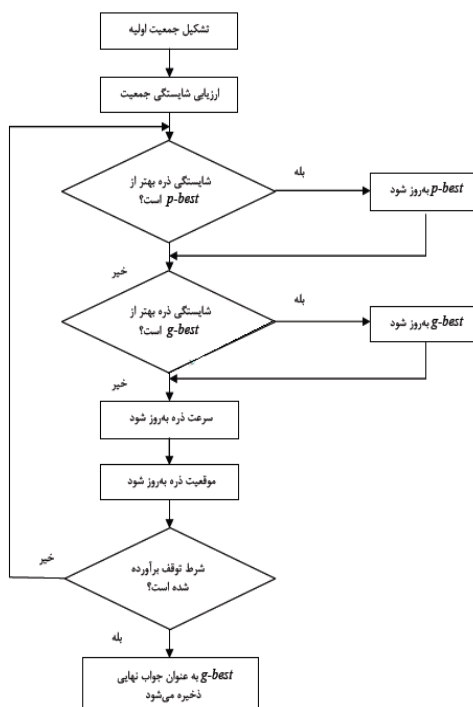 تشکیل جمعیت اولیه
ارزیابی شایستگی جمعیت
شایستگی ذره بهتر از
p-best است؟
بله
p-best به‌روز شود
خیر
شایستگی ذره بهتر از
g-best است؟
بله
g-best به‌روز شود
خیر
سرعت ذره به‌روز شود
موقعیت ذره به‌روز شود
خیر
شرط توقف برآورده
شده است؟
بله
g-best به عنوان جواب نهایی
ذخیره می‌شود